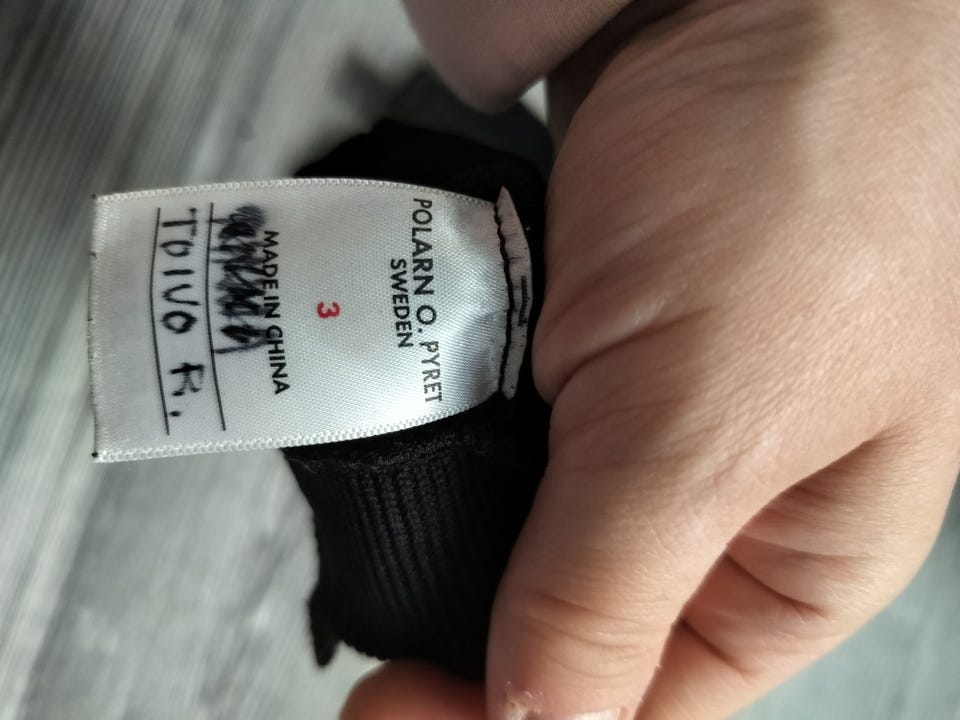 POLARN O. PYRET
SWEDEN
3
MADE IN CHINA
TOIVO R.